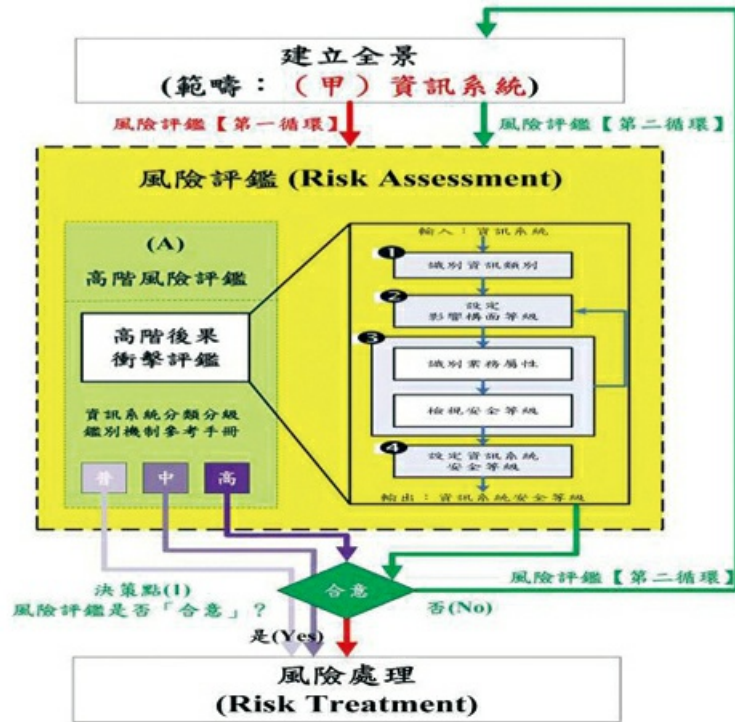 建立全景
(範疇：（甲）資訊系統)
風險評鑑【第一循環】
風險評鑑【第二循環】
風險評鑑 (Risk Assessment)
(A)
高階風險評鑑
高階後果
衝擊評鑑
資訊系統分類分級
鑑別機制參考手冊
普
中
高
輸入：資訊系統
❶
識別資訊類別
❷
設定
影響構面等級
❸
識別業務屬性
檢視安全等級
❹
設定資訊系統
安全等級
輸出：資訊系統安全等級
決策點(1)
風險評鑑是否「合意」？
合意
風險評鑑【第二循環】
否(No)
是(Yes)
風險處理
(Risk Treatment)